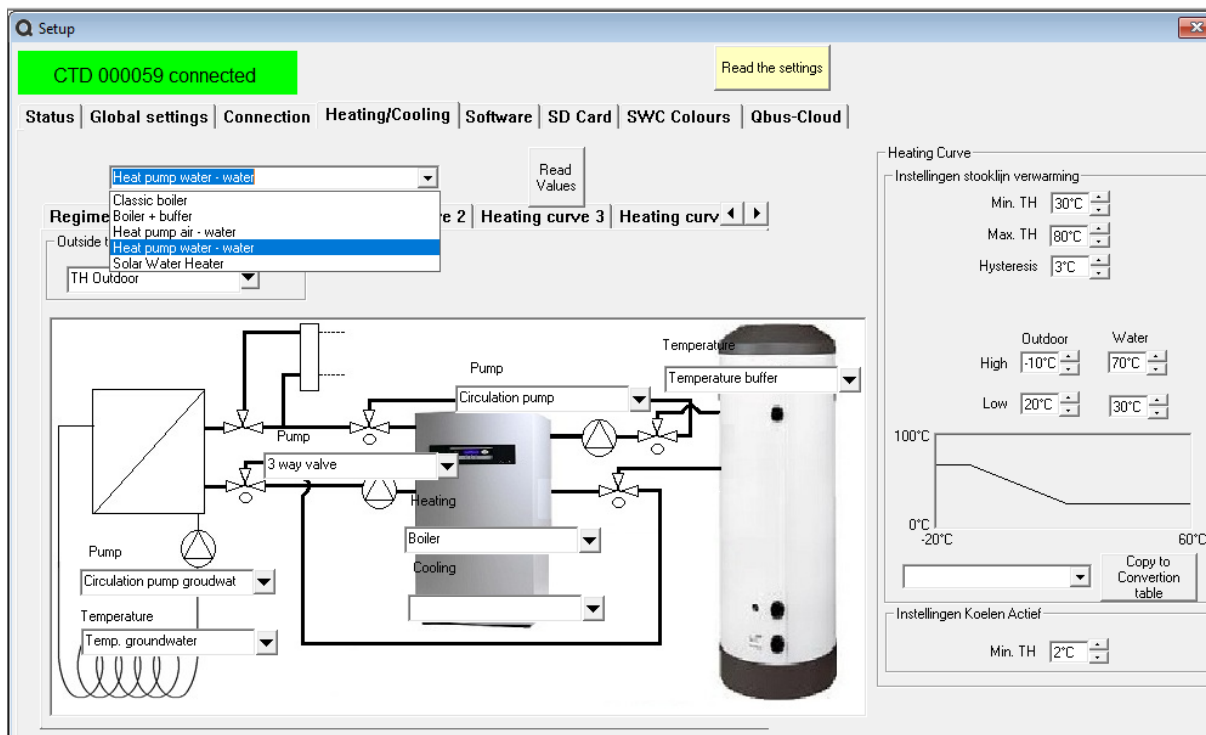 Setup
CTD 000059 connected
Read the settings
Status Global settings Connection Heating/Cooling Software SD Card SWC Colours Qbus-Cloud
Heat pump water - water
Read
Values
Classic boiler
Boiler + buffer
Heat pump air - water
Heat pump water - water
Solar Water Heater
Regime e 2 Heating curve 3 Heating curv
Outside t
TH Outdoor
Temperature
Temperature buffer
Pump
Circulation pump
Pump
3 way valve
Heating
Boiler
Cooling
Pump
Circulation pump groudwat
Temperature
Temp. groundwater
Heating Curve
Instellingen stooklijn verwarming
Min. TH 30°C
Max. TH 80°C
Hysteresis 3°C
Outdoor Water
High -10°C 70°C
Low 20°C 30°C
100°C
0°C
-20°C 60°C
Copy to
Convertion
table
Instellingen Koelen Actief
Min. TH 2°C